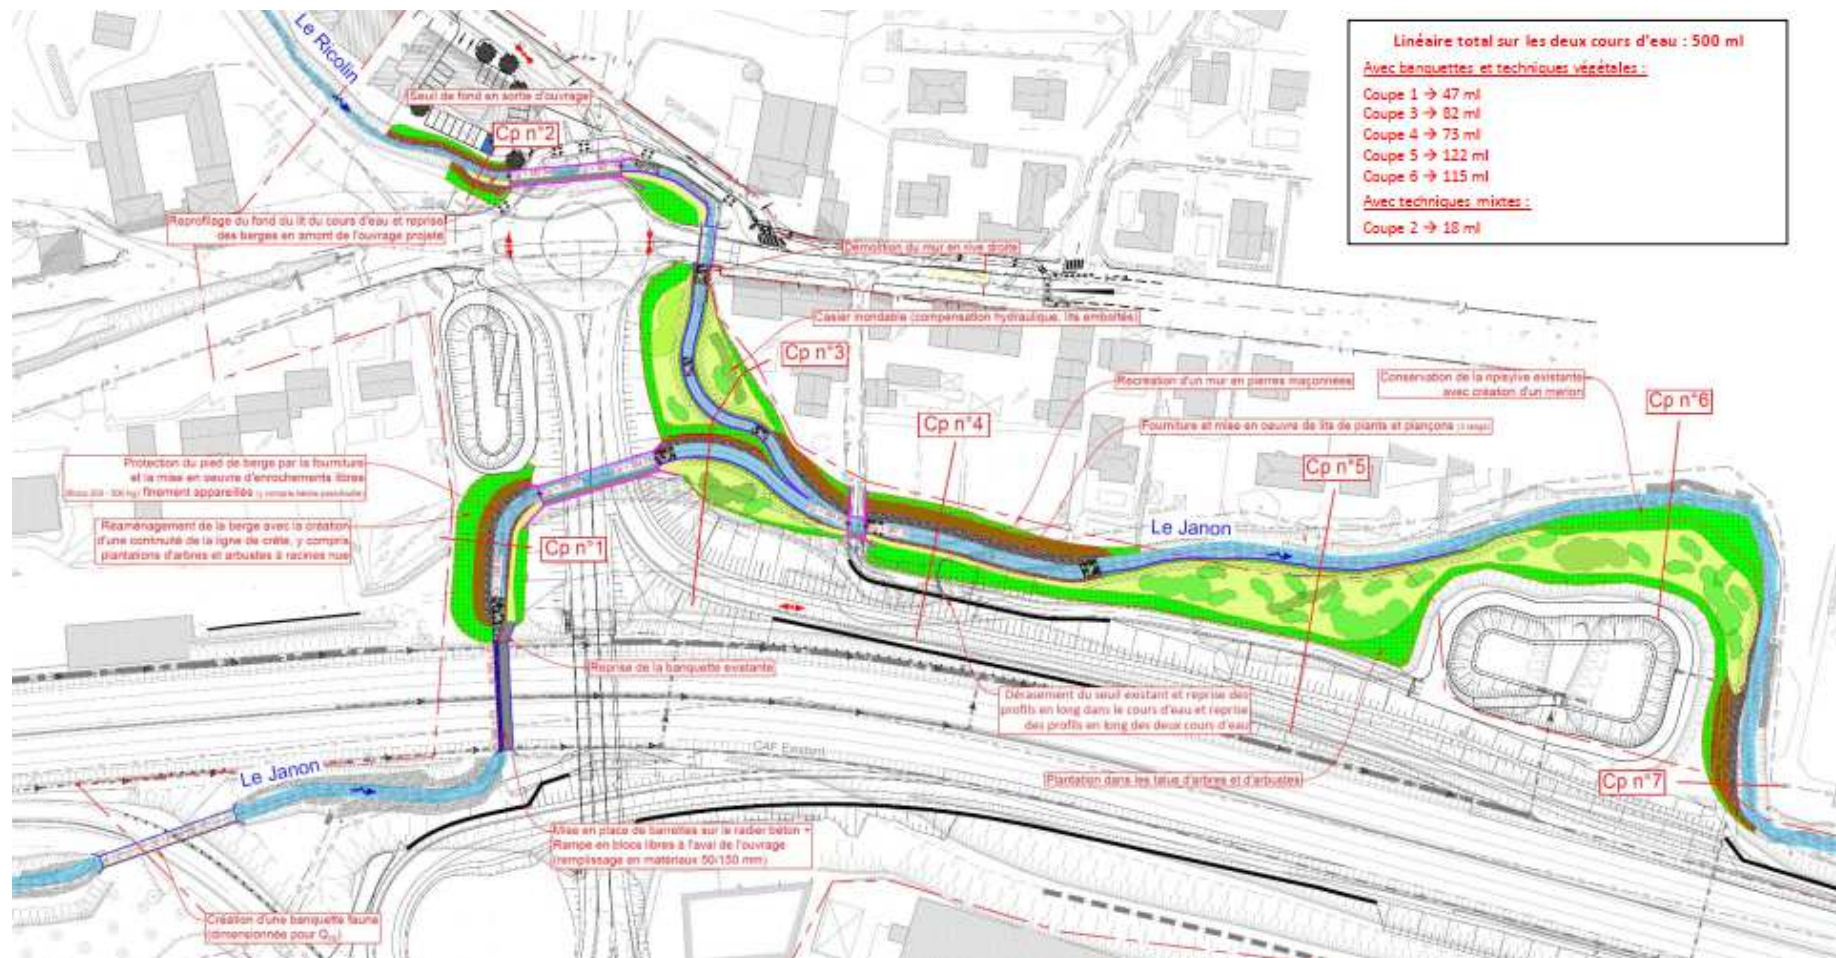 Linéaire total sur les deux cours d'eau : 500 ml
Avec banquettes et techniques végétales :
Coupe 1 → 47 ml
Coupe 3 → 82 ml
Coupe 4 → 73 ml
Coupe 5 → 122 ml
Coupe 6 → 115 ml
Avec techniques mixtes :
Coupe 2 → 18 ml
Le Ricolin
Seuil de fond en sortie d'ouvrage
Cp n°2
Reprofilage du fond du lit du cours d'eau et reprise
des berges en amont de l'ouvrage projeté
Démolition du mur en rive droite
Casier inondable (compensation hydraulique, lits emboîtés)
Cp n°3
Recréation d'un mur en pierres maçonnées
Conservation de la ripisylve existante
avec création d'un merlon
Cp n°6
Cp n°4
Fourniture et mise en oeuvre de lits de plants et plançons
Cp n°5
Protection du pied de berge par la fourniture
et la mise en oeuvre d'enrochements libres
finement appareillés
Réaménagement de la berge avec la création
d'une continuité de la ligne de crête, y compris
plantations d'arbres et arbustes à racines nue
Cp n°1
Le Janon
Reprise de la banquette existante
Dérasement du seuil existant et reprise des
profils en long dans le cours d'eau et reprise
des profils en long des deux cours d'eau
CAF Existant
Le Janon
Plantation dans les talus d'arbres et d'arbustes
Cp n°7
Mise en place de barrettes sur le radier béton +
Rampe en blocs libres à l'aval de l'ouvrage
(remplissage en matériaux 50/150 mm)
Création d'une banquette faune
(dimensionnée pour